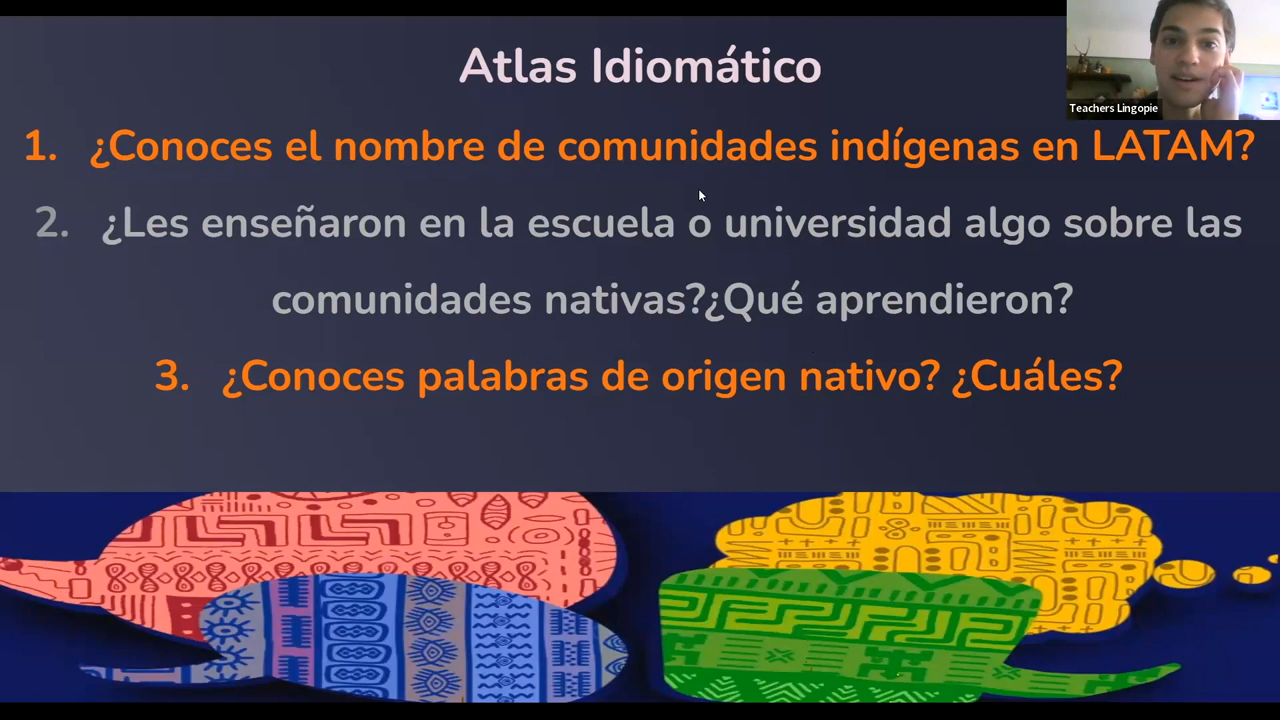 Atlas Idiomático
Teachers Lingopie
1. ¿Conoces el nombre de comunidades indígenas en LATAM?
2. ¿Les enseñaron en la escuela o universidad algo sobre las
comunidades nativas?¿Qué aprendieron?
3. ¿Conoces palabras de origen nativo? ¿Cuáles?